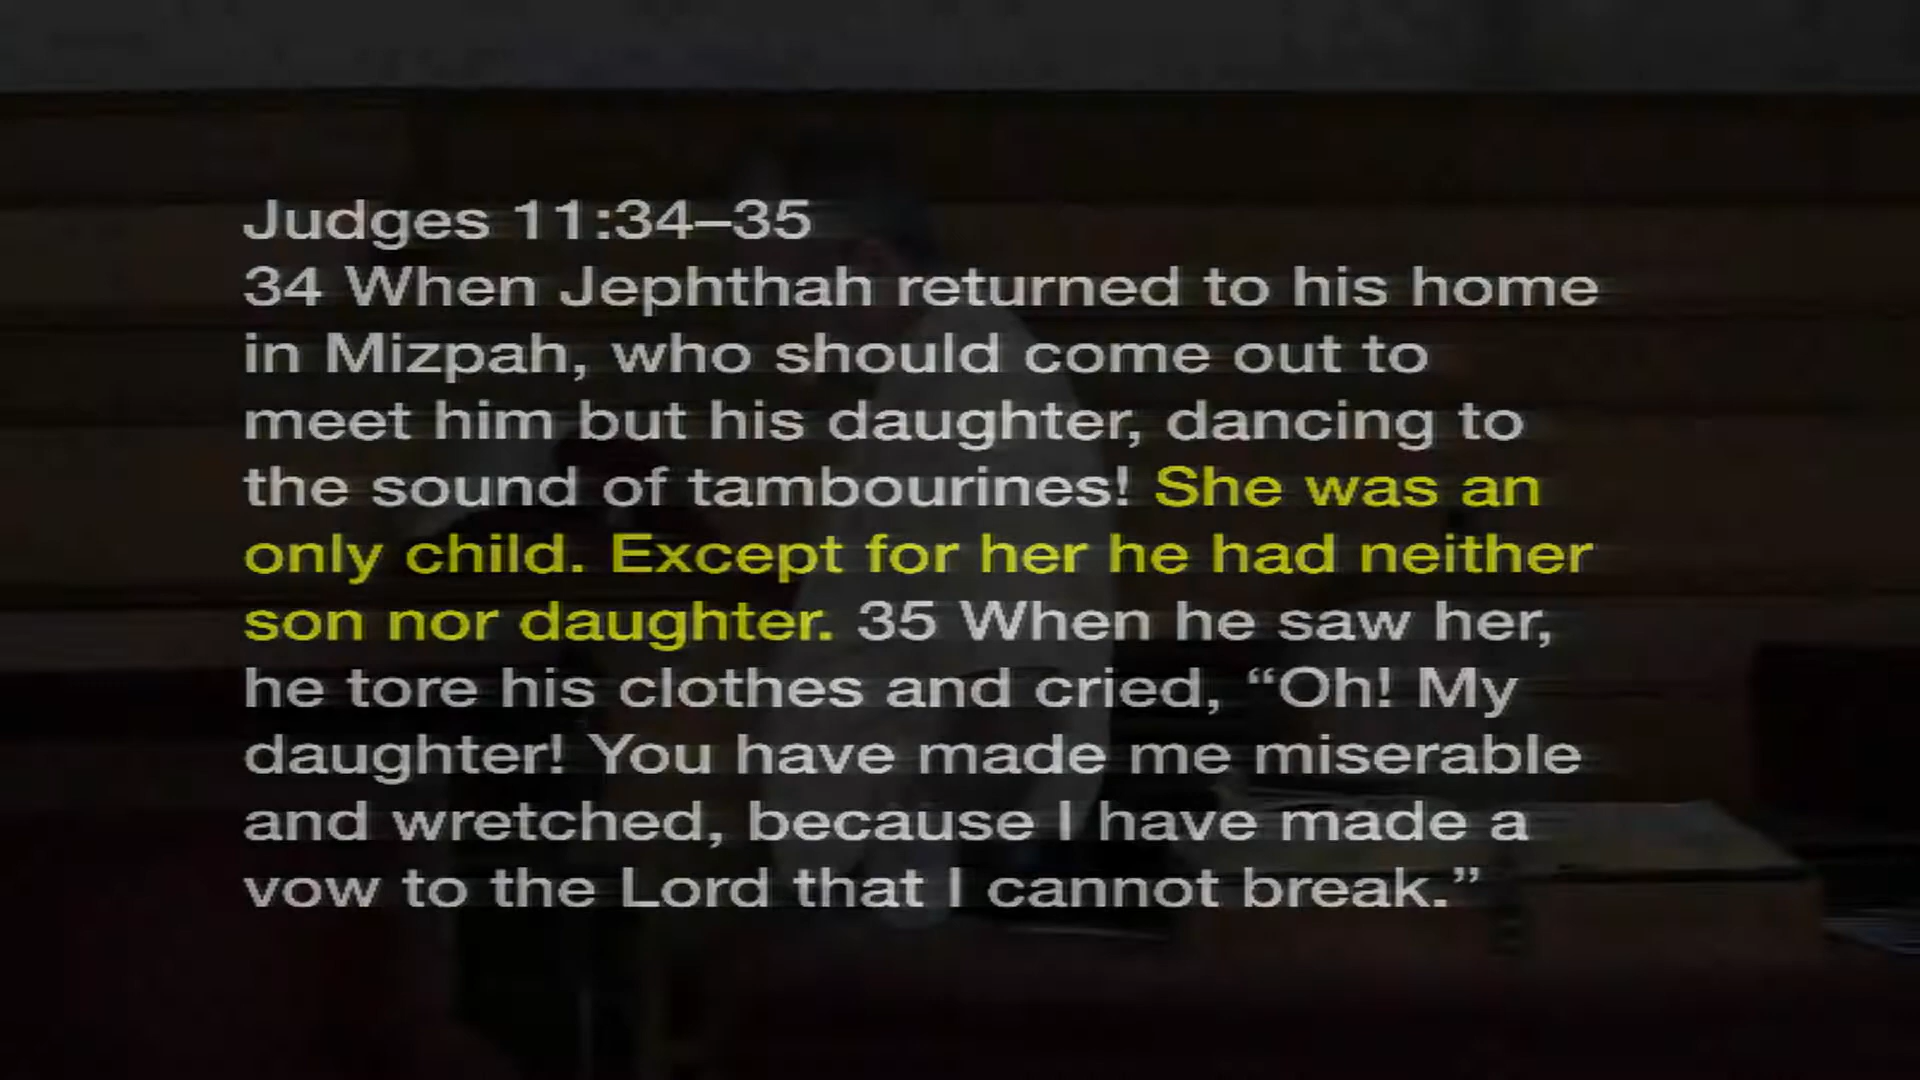 Judges 11:34–35
34 When Jephthah returned to his home
in Mizpah, who should come out to
meet him but his daughter, dancing to
the sound of tambourines! She was an
only child. Except for her he had neither
son nor daughter. 35 When he saw her,
he tore his clothes and cried, “Oh! My
daughter! You have made me miserable
and wretched, because I have made a
vow to the Lord that I cannot break.”